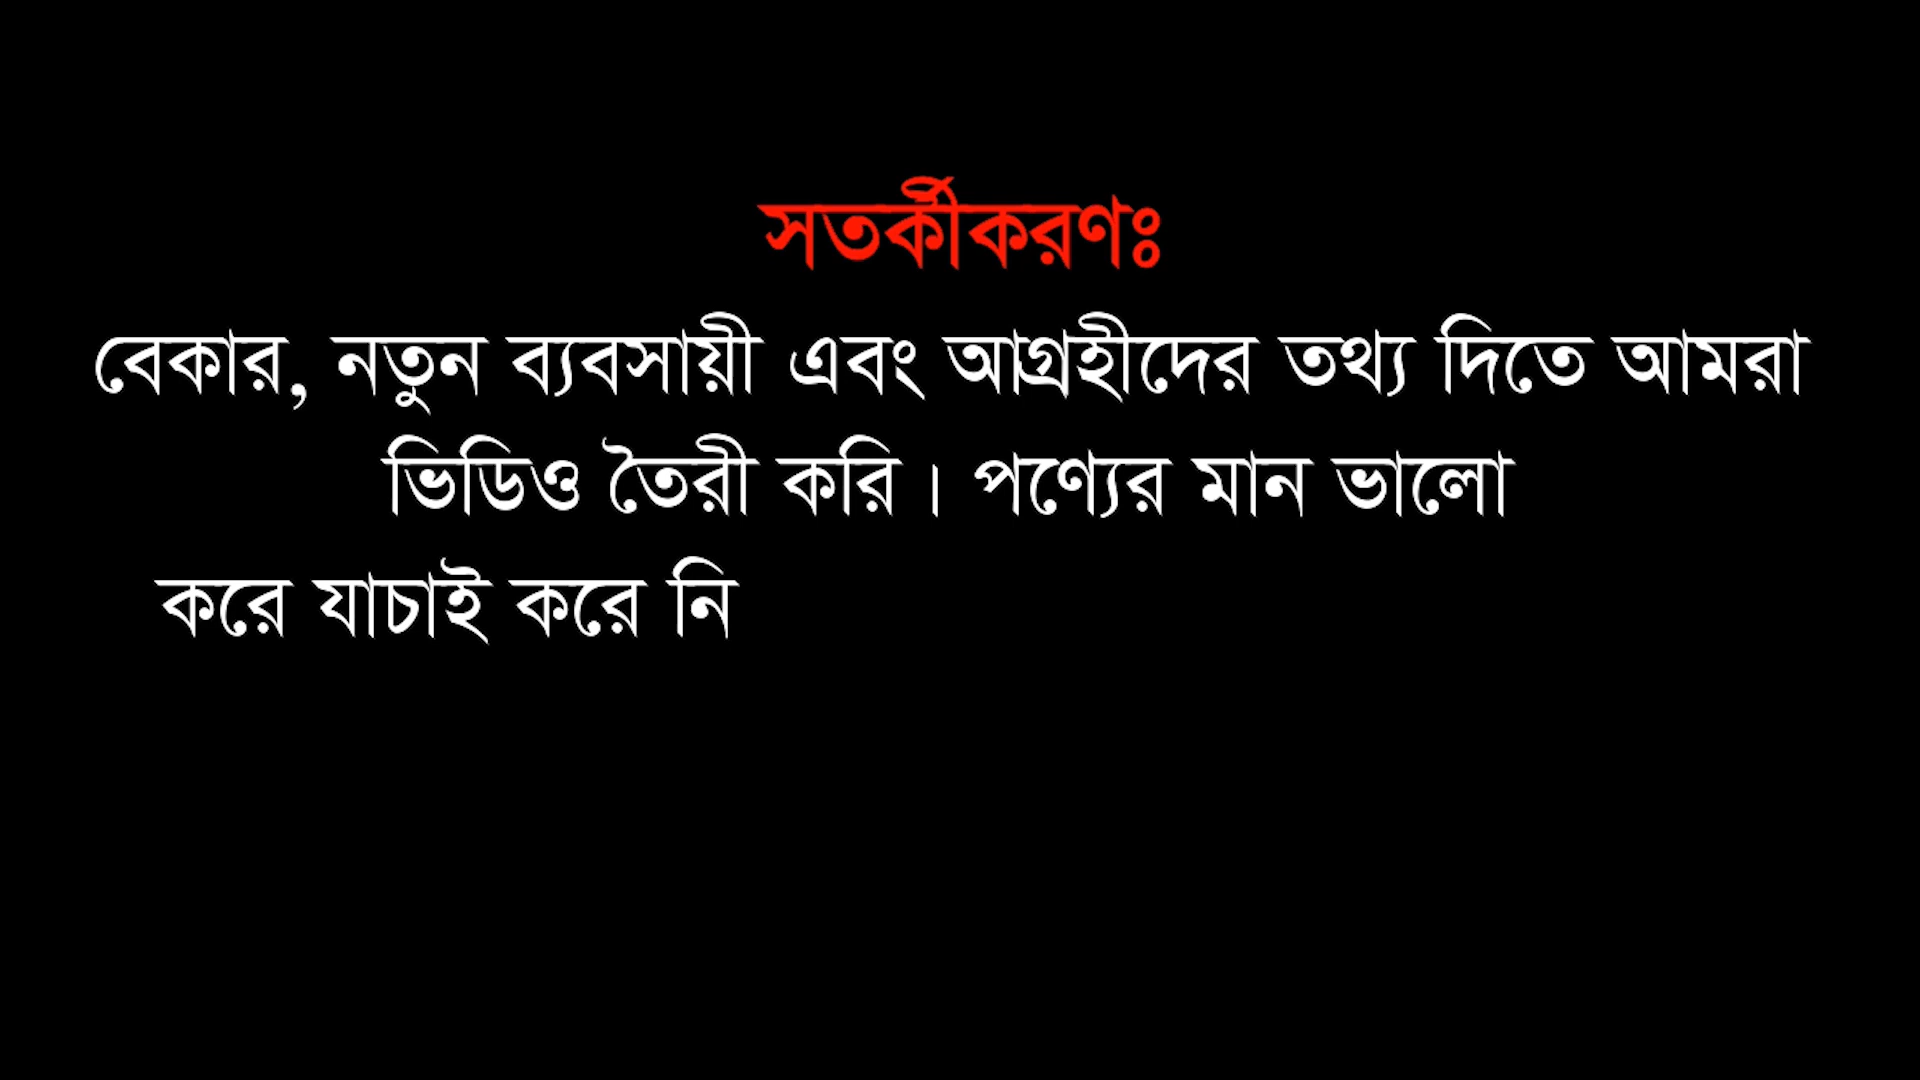 সতর্কীকরণঃ
বেকার, নতুন ব্যবসায়ী এবং আগ্রহীদের তথ্য দিতে আমরা
ভিডিও তৈরী করি। পণ্যের মান ভালো
করে যাচাই করে নি